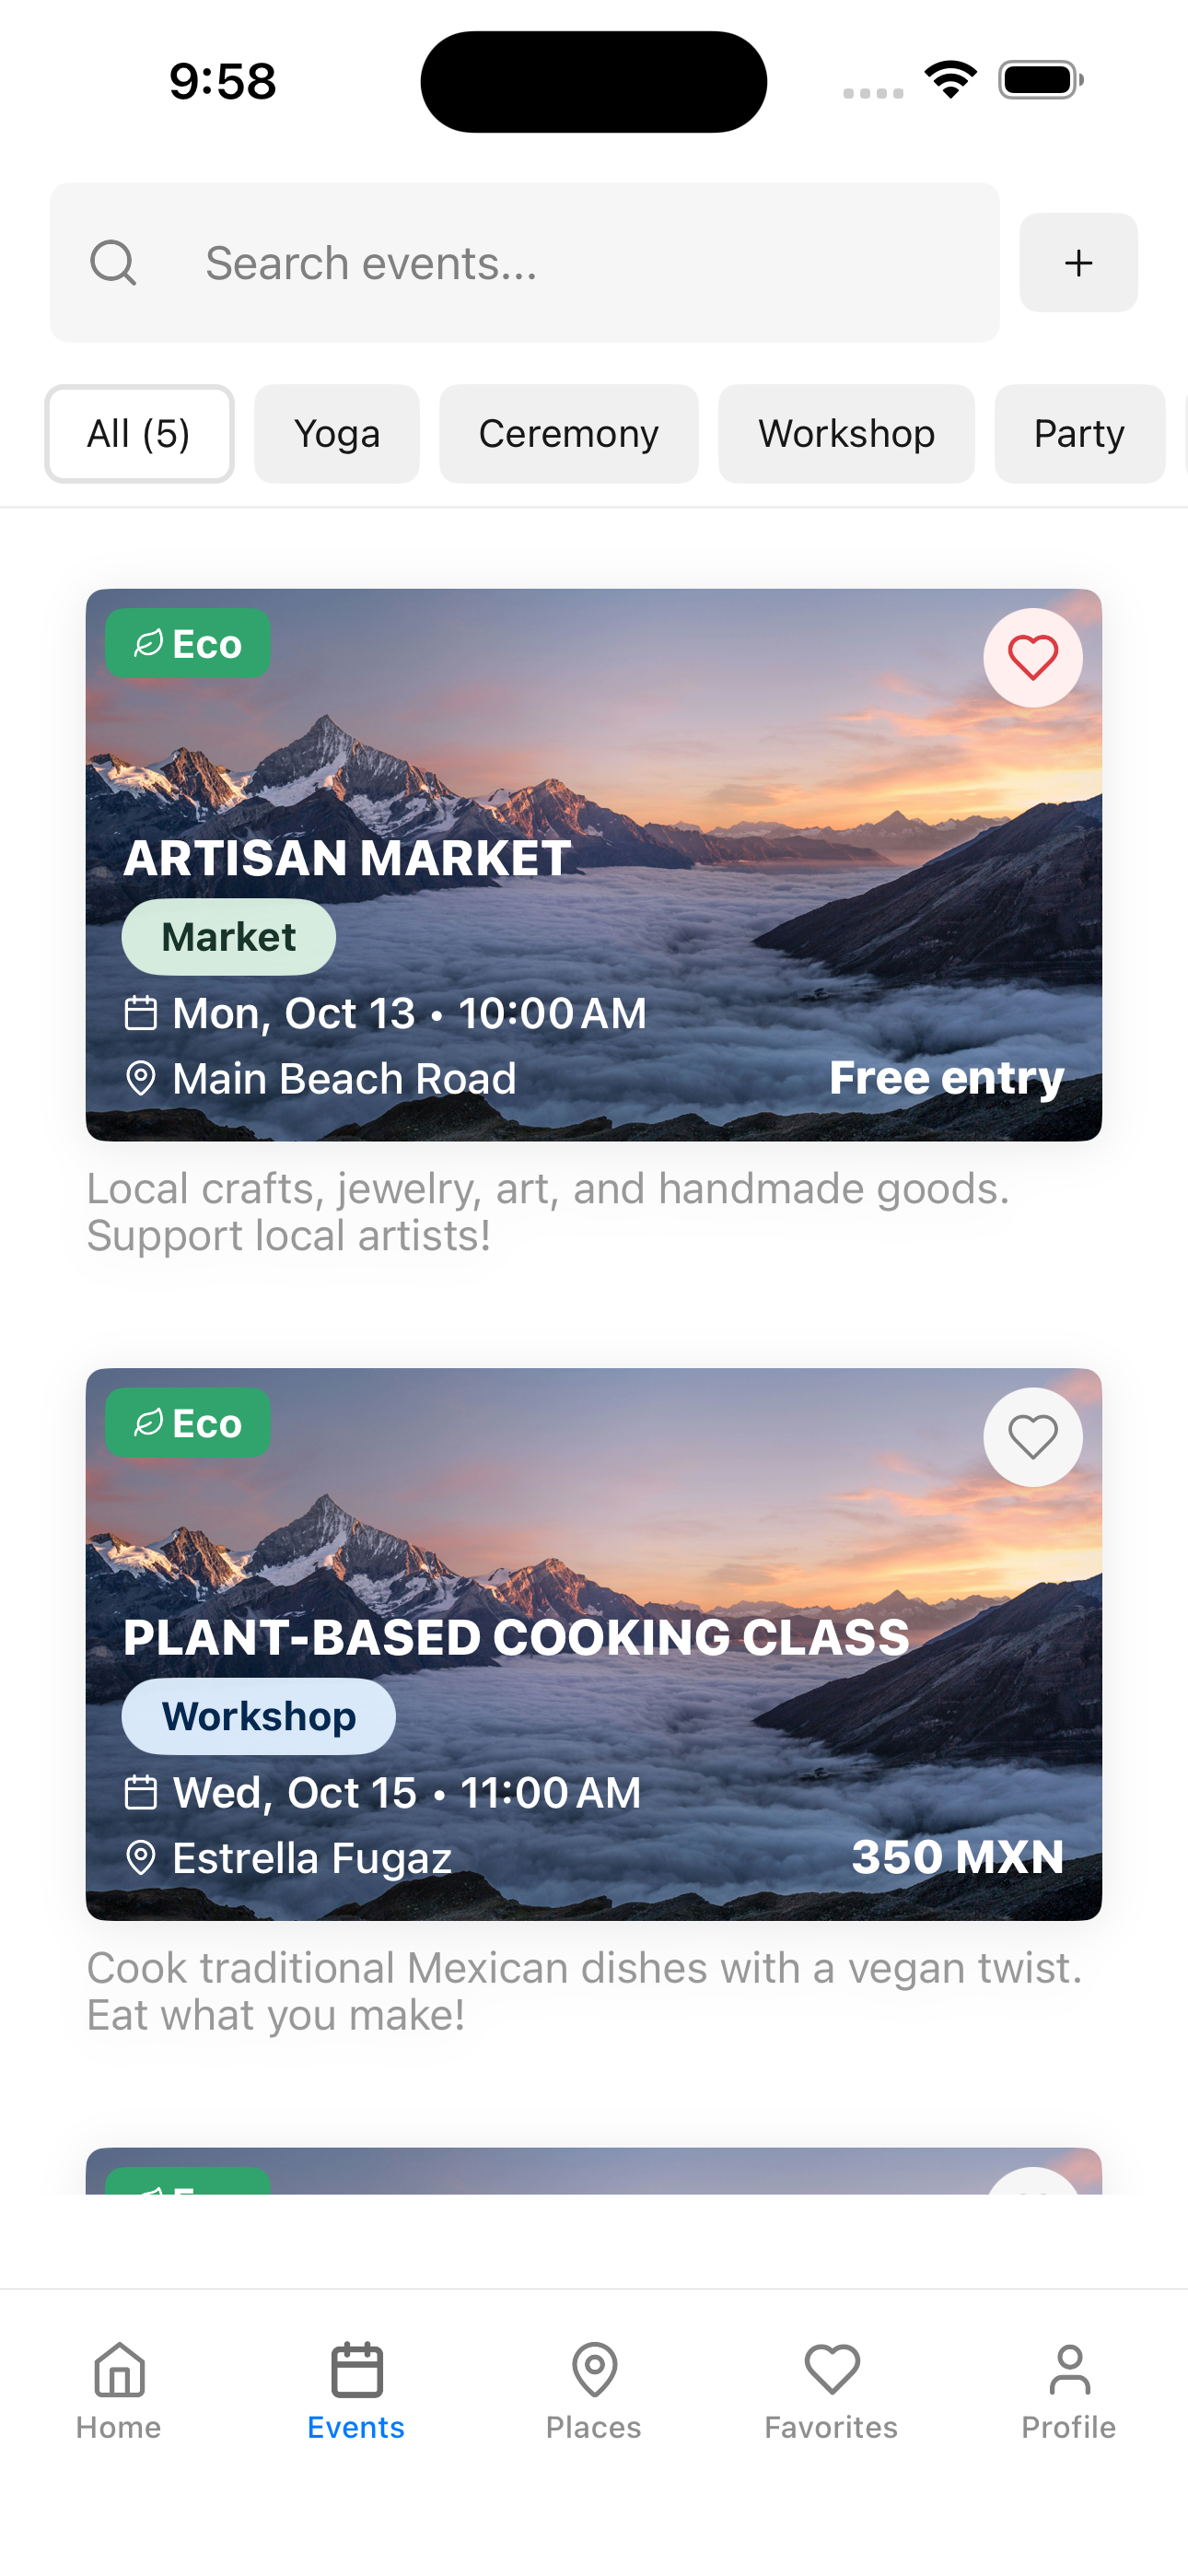 9:58
Search events...
+
All (5) Yoga Ceremony Workshop Party
Eco
ARTISAN MARKET
Market
Mon, Oct 13 • 10:00 AM
Main Beach Road Free entry
Local crafts, jewelry, art, and handmade goods.
Support local artists!
Eco
PLANT-BASED COOKING CLASS
Workshop
Wed, Oct 15 • 11:00 AM
Estrella Fugaz 350 MXN
Cook traditional Mexican dishes with a vegan twist.
Eat what you make!
Home Events Places Favorites Profile